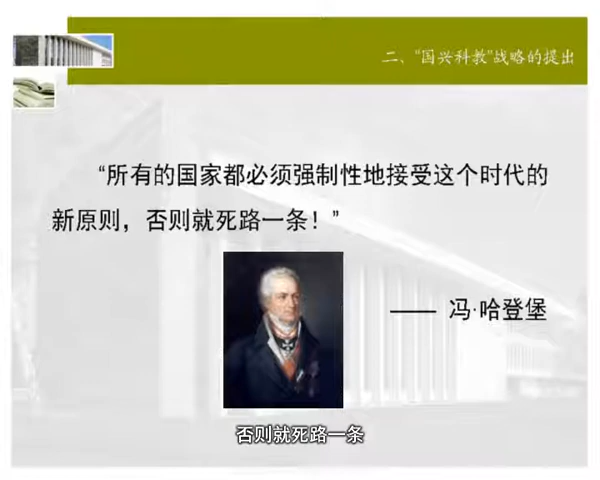 二、“国兴科教”战略的提出
“所有的国家都必须强制性地接受这个时代的
新原则，否则就死路一条！”
—— 冯·哈登堡
否则就死路一条